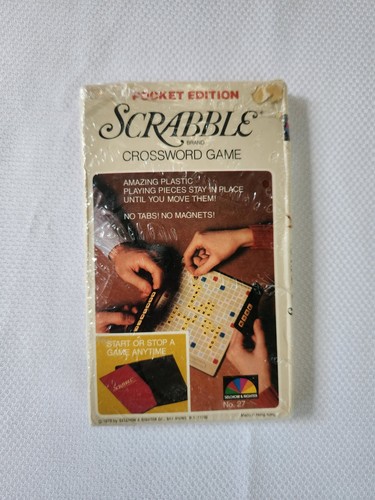 POCKET EDITION
SCRABBLE®
BRAND
CROSSWORD GAME
AMAZING PLASTIC
PLAYING PIECES STAY IN PLACE
UNTIL YOU MOVE THEM!
NO TABS! NO MAGNETS!
START OR STOP A
GAME ANYTIME
Scrabble
SELCHOW & RIGHTER
No. 27